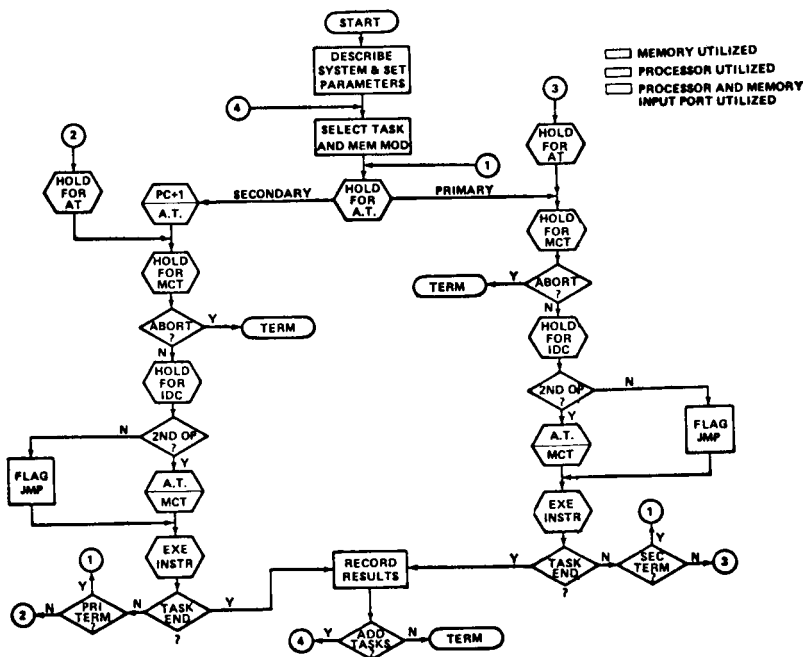 START
DESCRIBE
SYSTEM & SET
PARAMETERS
MEMORY UTILIZED
PROCESSOR UTILIZED
PROCESSOR AND MEMORY
INPUT PORT UTILIZED
4
3
SELECT TASK
AND MEM MOD
2
HOLD
FOR
AT
1
HOLD
FOR
AT
PC+1
A.T.
SECONDARY
HOLD
FOR
A.T.
PRIMARY
HOLD
FOR
MCT
HOLD
FOR
MCT
TERM
Y
ABORT
?
N
ABORT
?
Y
TERM
N
HOLD
FOR
IDC
HOLD
FOR
IDC
2ND OP
?
N
Y
N
2ND OP
?
Y
FLAG
JMP
A.T.
MCT
FLAG
JMP
A.T.
MCT
EXE
INSTR
EXE
INSTR
1
Y
1
Y
RECORD
RESULTS
Y
TASK
END
?
N
SEC
TERM
?
N
3
2
N
PRI
TERM
?
N
TASK
END
?
Y
4
Y
ADD
TASKS
?
N
TERM